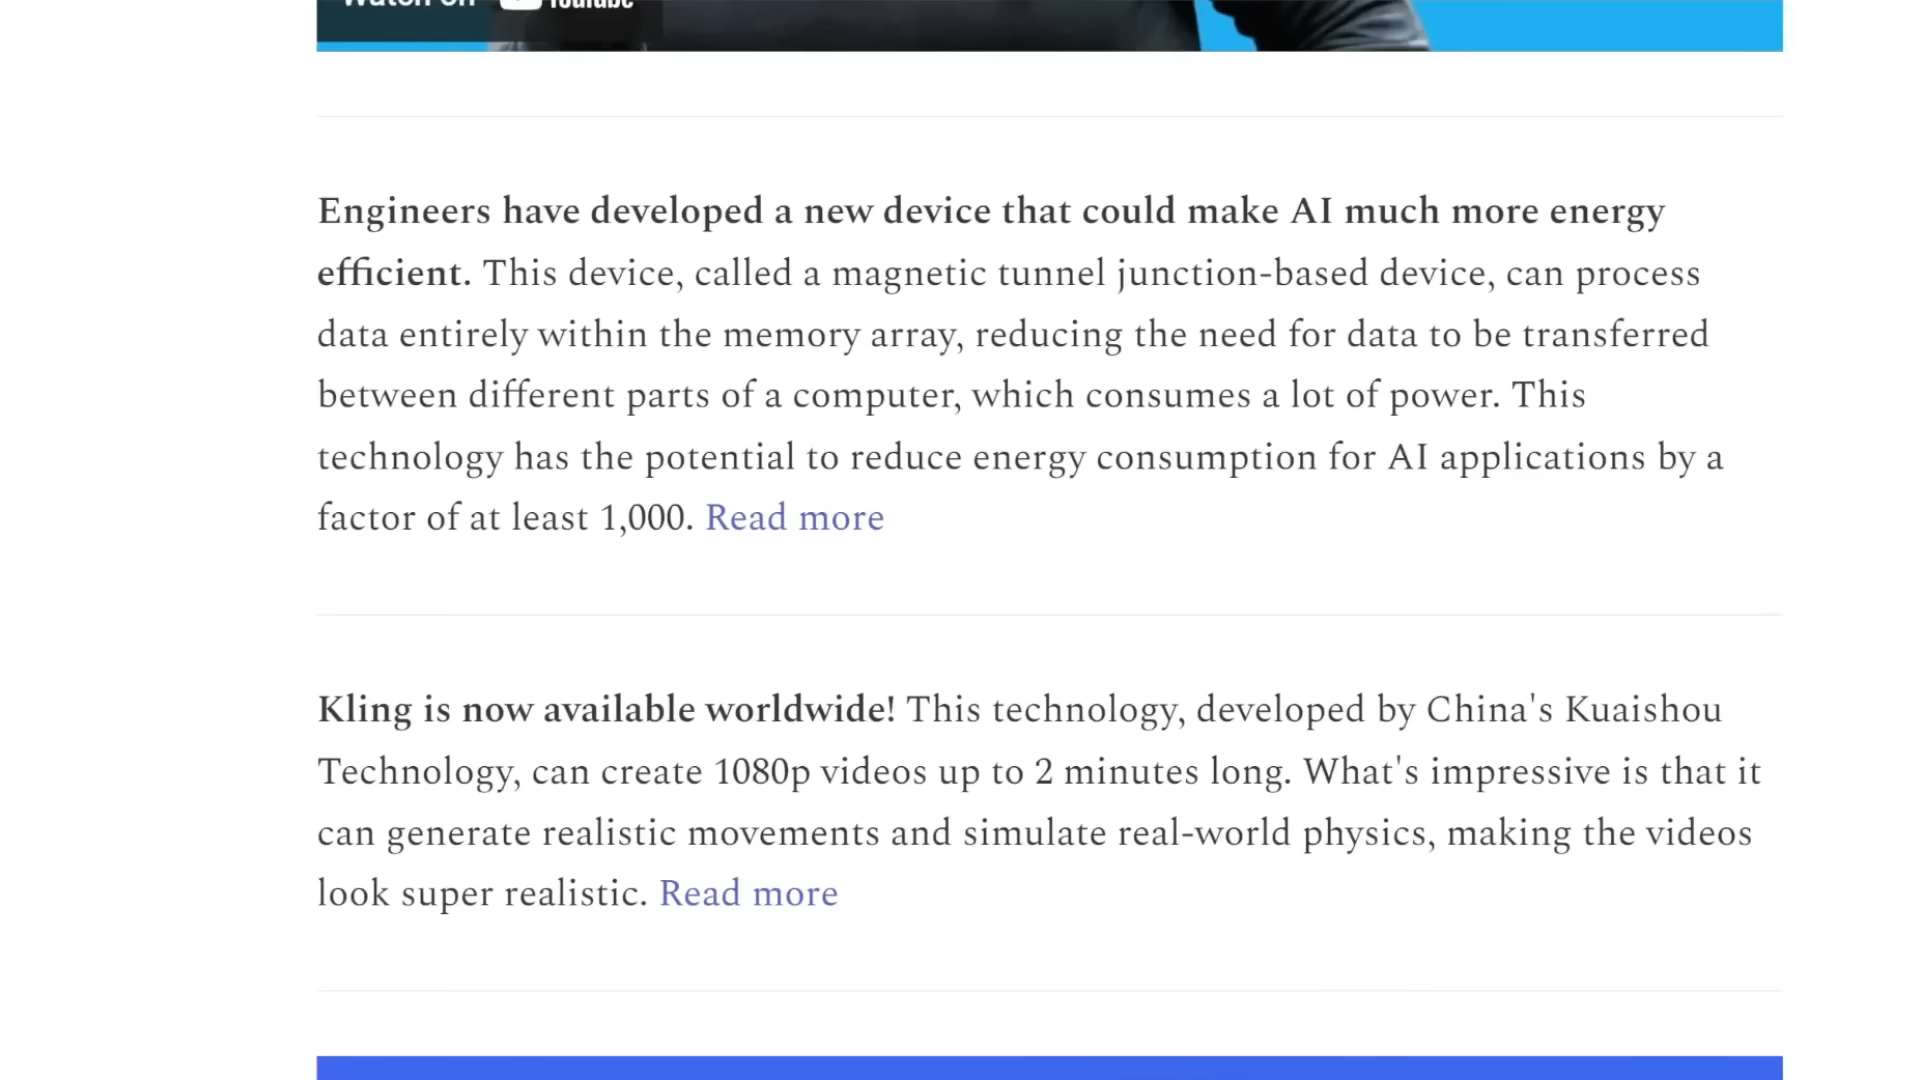 Watch on YouTube
Engineers have developed a new device that could make AI much more energy
efficient. This device, called a magnetic tunnel junction-based device, can process
data entirely within the memory array, reducing the need for data to be transferred
between different parts of a computer, which consumes a lot of power. This
technology has the potential to reduce energy consumption for AI applications by a
factor of at least 1,000. Read more
Kling is now available worldwide! This technology, developed by China's Kuaishou
Technology, can create 1080p videos up to 2 minutes long. What's impressive is that it
can generate realistic movements and simulate real-world physics, making the videos
look super realistic. Read more